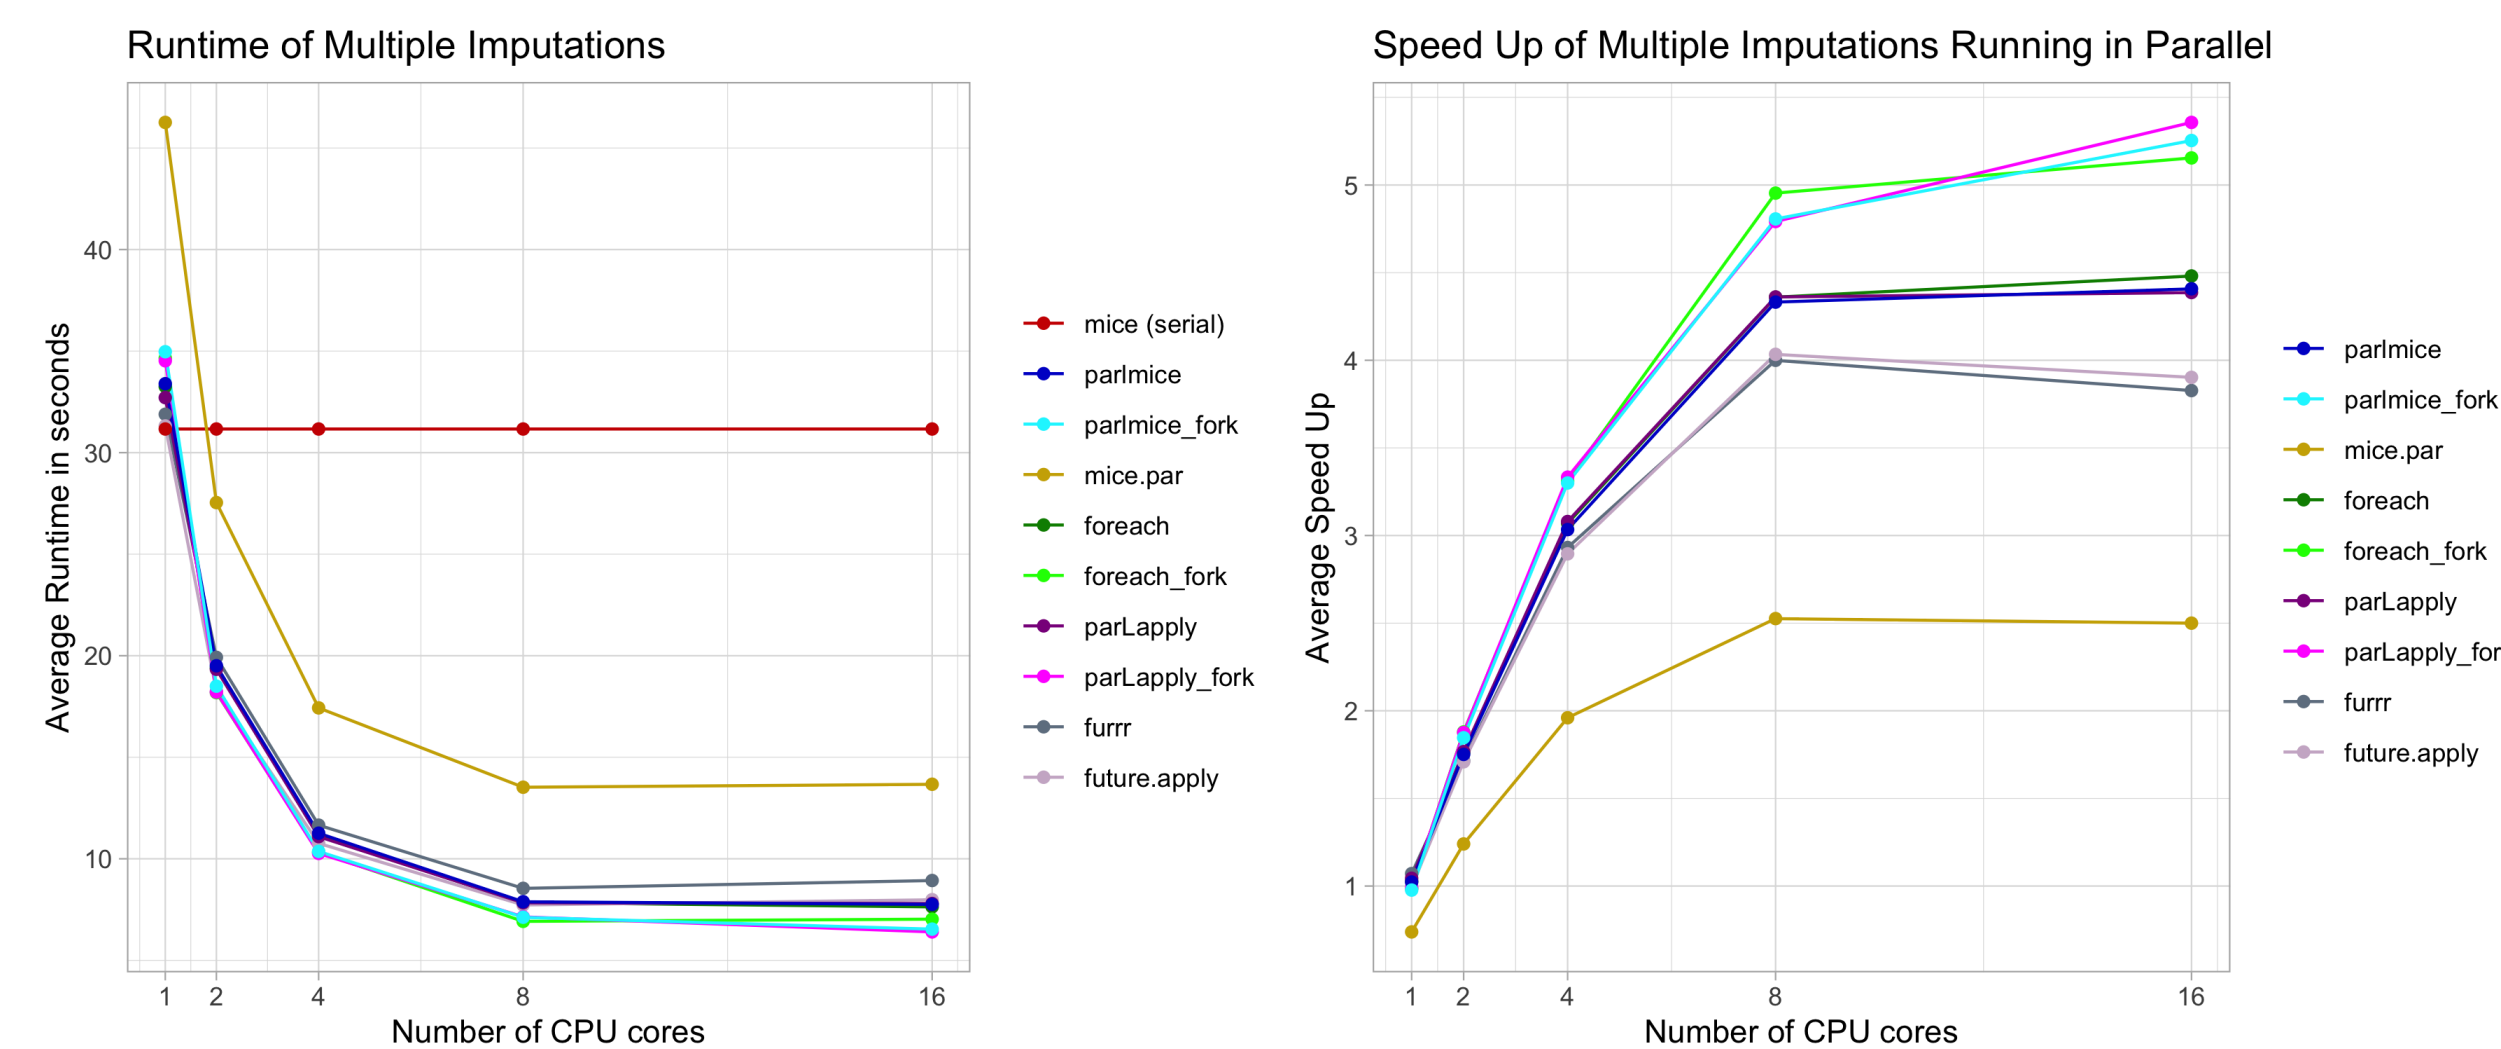 Runtime of Multiple Imputations
40
30
20
10
Average Runtime in seconds
1 2 4 8 16
Number of CPU cores
mice (serial)
parlmice
parlmice_fork
mice.par
foreach
foreach_fork
parLapply
parLapply_fork
furrr
future.apply
Speed Up of Multiple Imputations Running in Parallel
5
4
3
2
1
Average Speed Up
1 2 4 8 16
Number of CPU cores
parlmice
parlmice_fork
mice.par
foreach
foreach_fork
parLapply
parLapply_for
furrr
future.apply